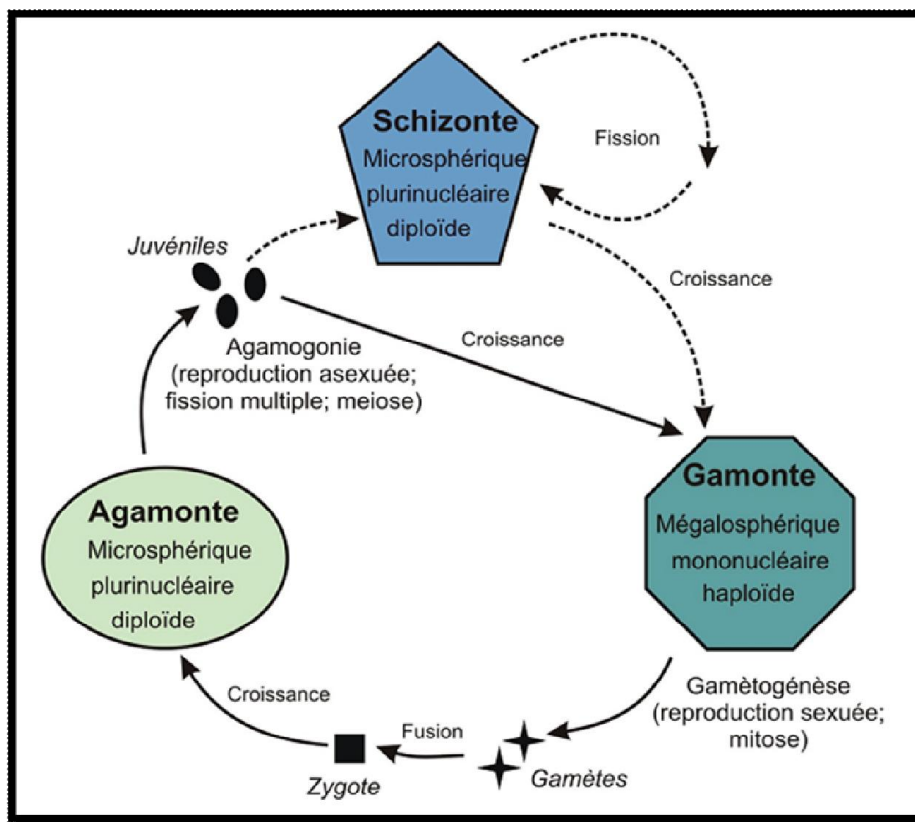 Schizonte
Microsphérique
plurinucléaire
diploïde
Fission
Juvéniles
Croissance
Croissance
Agamogonie
(reproduction asexuée;
fission multiple; meiose)
Gamonte
Mégalosphérique
mononucléaire
haploïde
Agamonte
Microsphérique
plurinucléaire
diploïde
Gamètogénèse
(reproduction sexuée;
mitose)
Croissance
Fusion
Gamètes
Zygote